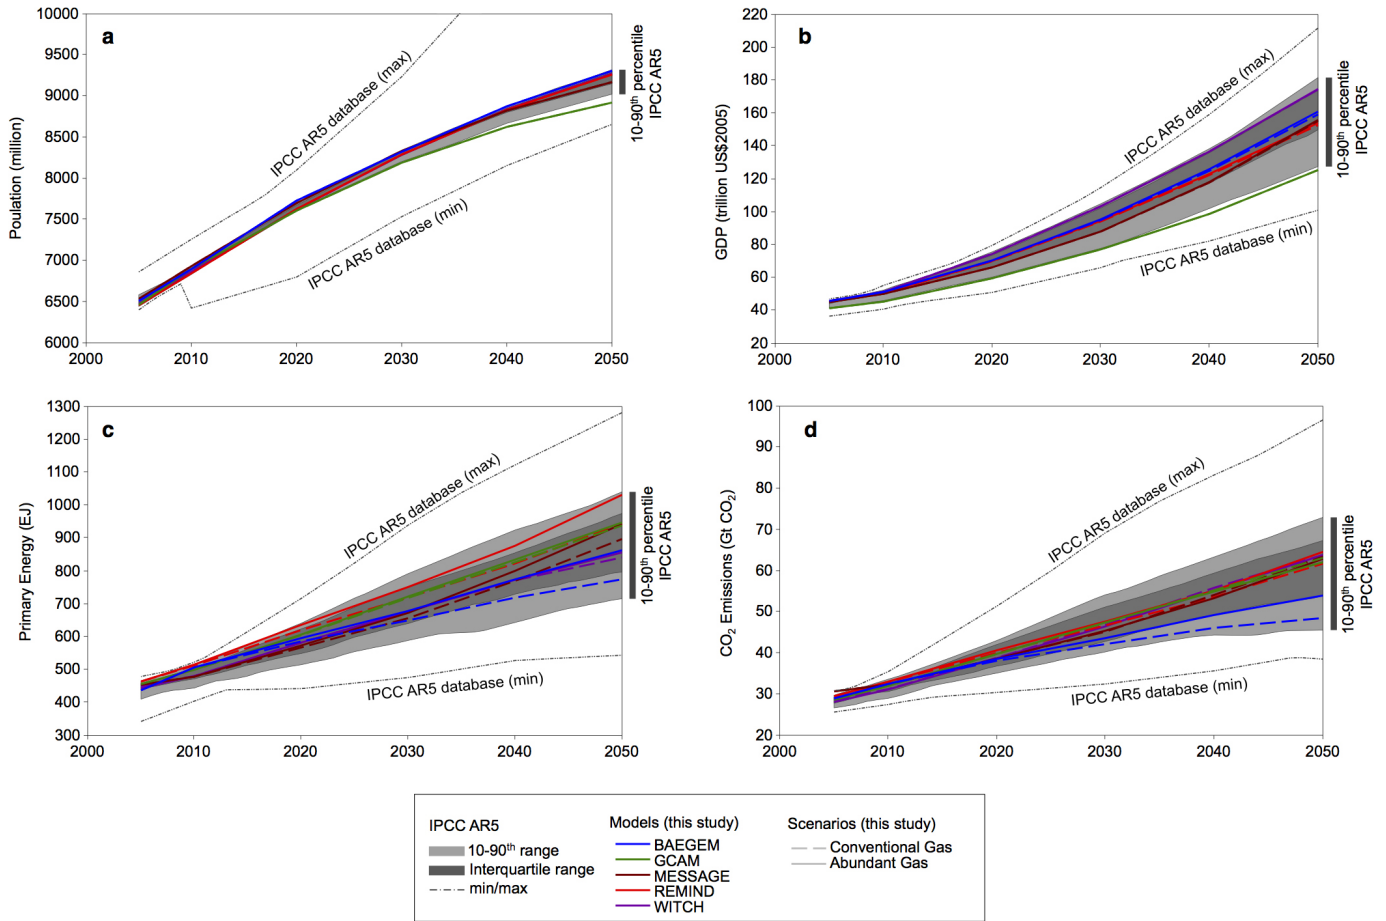 a
10000
9500
9000
8500
8000
7500
7000
6500
6000
Poulation (million)
2000
2010
2020
2030
2040
2050
IPCC AR5 database (max)
IPCC AR5 database (min)
10-90th percentile
IPCC AR5
b
220
200
180
160
140
120
100
80
60
40
20
GDP (trillion US$2005)
2000
2010
2020
2030
2040
2050
IPCC AR5 database (max)
IPCC AR5 database (min)
10-90th percentile
IPCC AR5
c
1300
1200
1100
1000
900
800
700
600
500
400
300
Primary Energy (EJ)
2000
2010
2020
2030
2040
2050
IPCC AR5 database (max)
IPCC AR5 database (min)
10-90th percentile
IPCC AR5
d
100
90
80
70
60
50
40
30
20
CO2 Emissions (Gt CO2)
2000
2010
2020
2030
2040
2050
IPCC AR5 database (max)
IPCC AR5 database (min)
10-90th percentile
IPCC AR5
IPCC AR5
10-90th range
Interquartile range
min/max
Models (this study)
BAEGEM
GCAM
MESSAGE
REMIND
WITCH
Scenarios (this study)
Conventional Gas
Abundant Gas